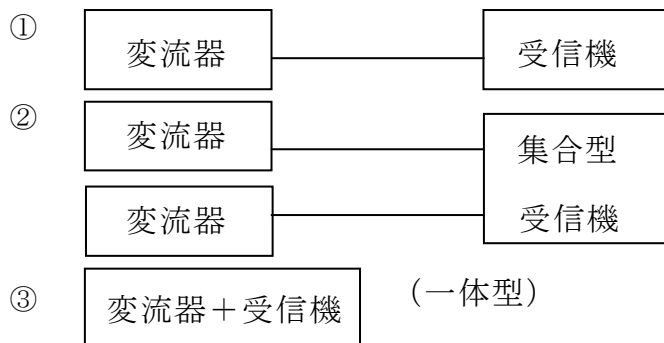 ①
変流器 受信機
②
変流器
集合型
変流器 受信機
③
変流器＋受信機 （一体型）